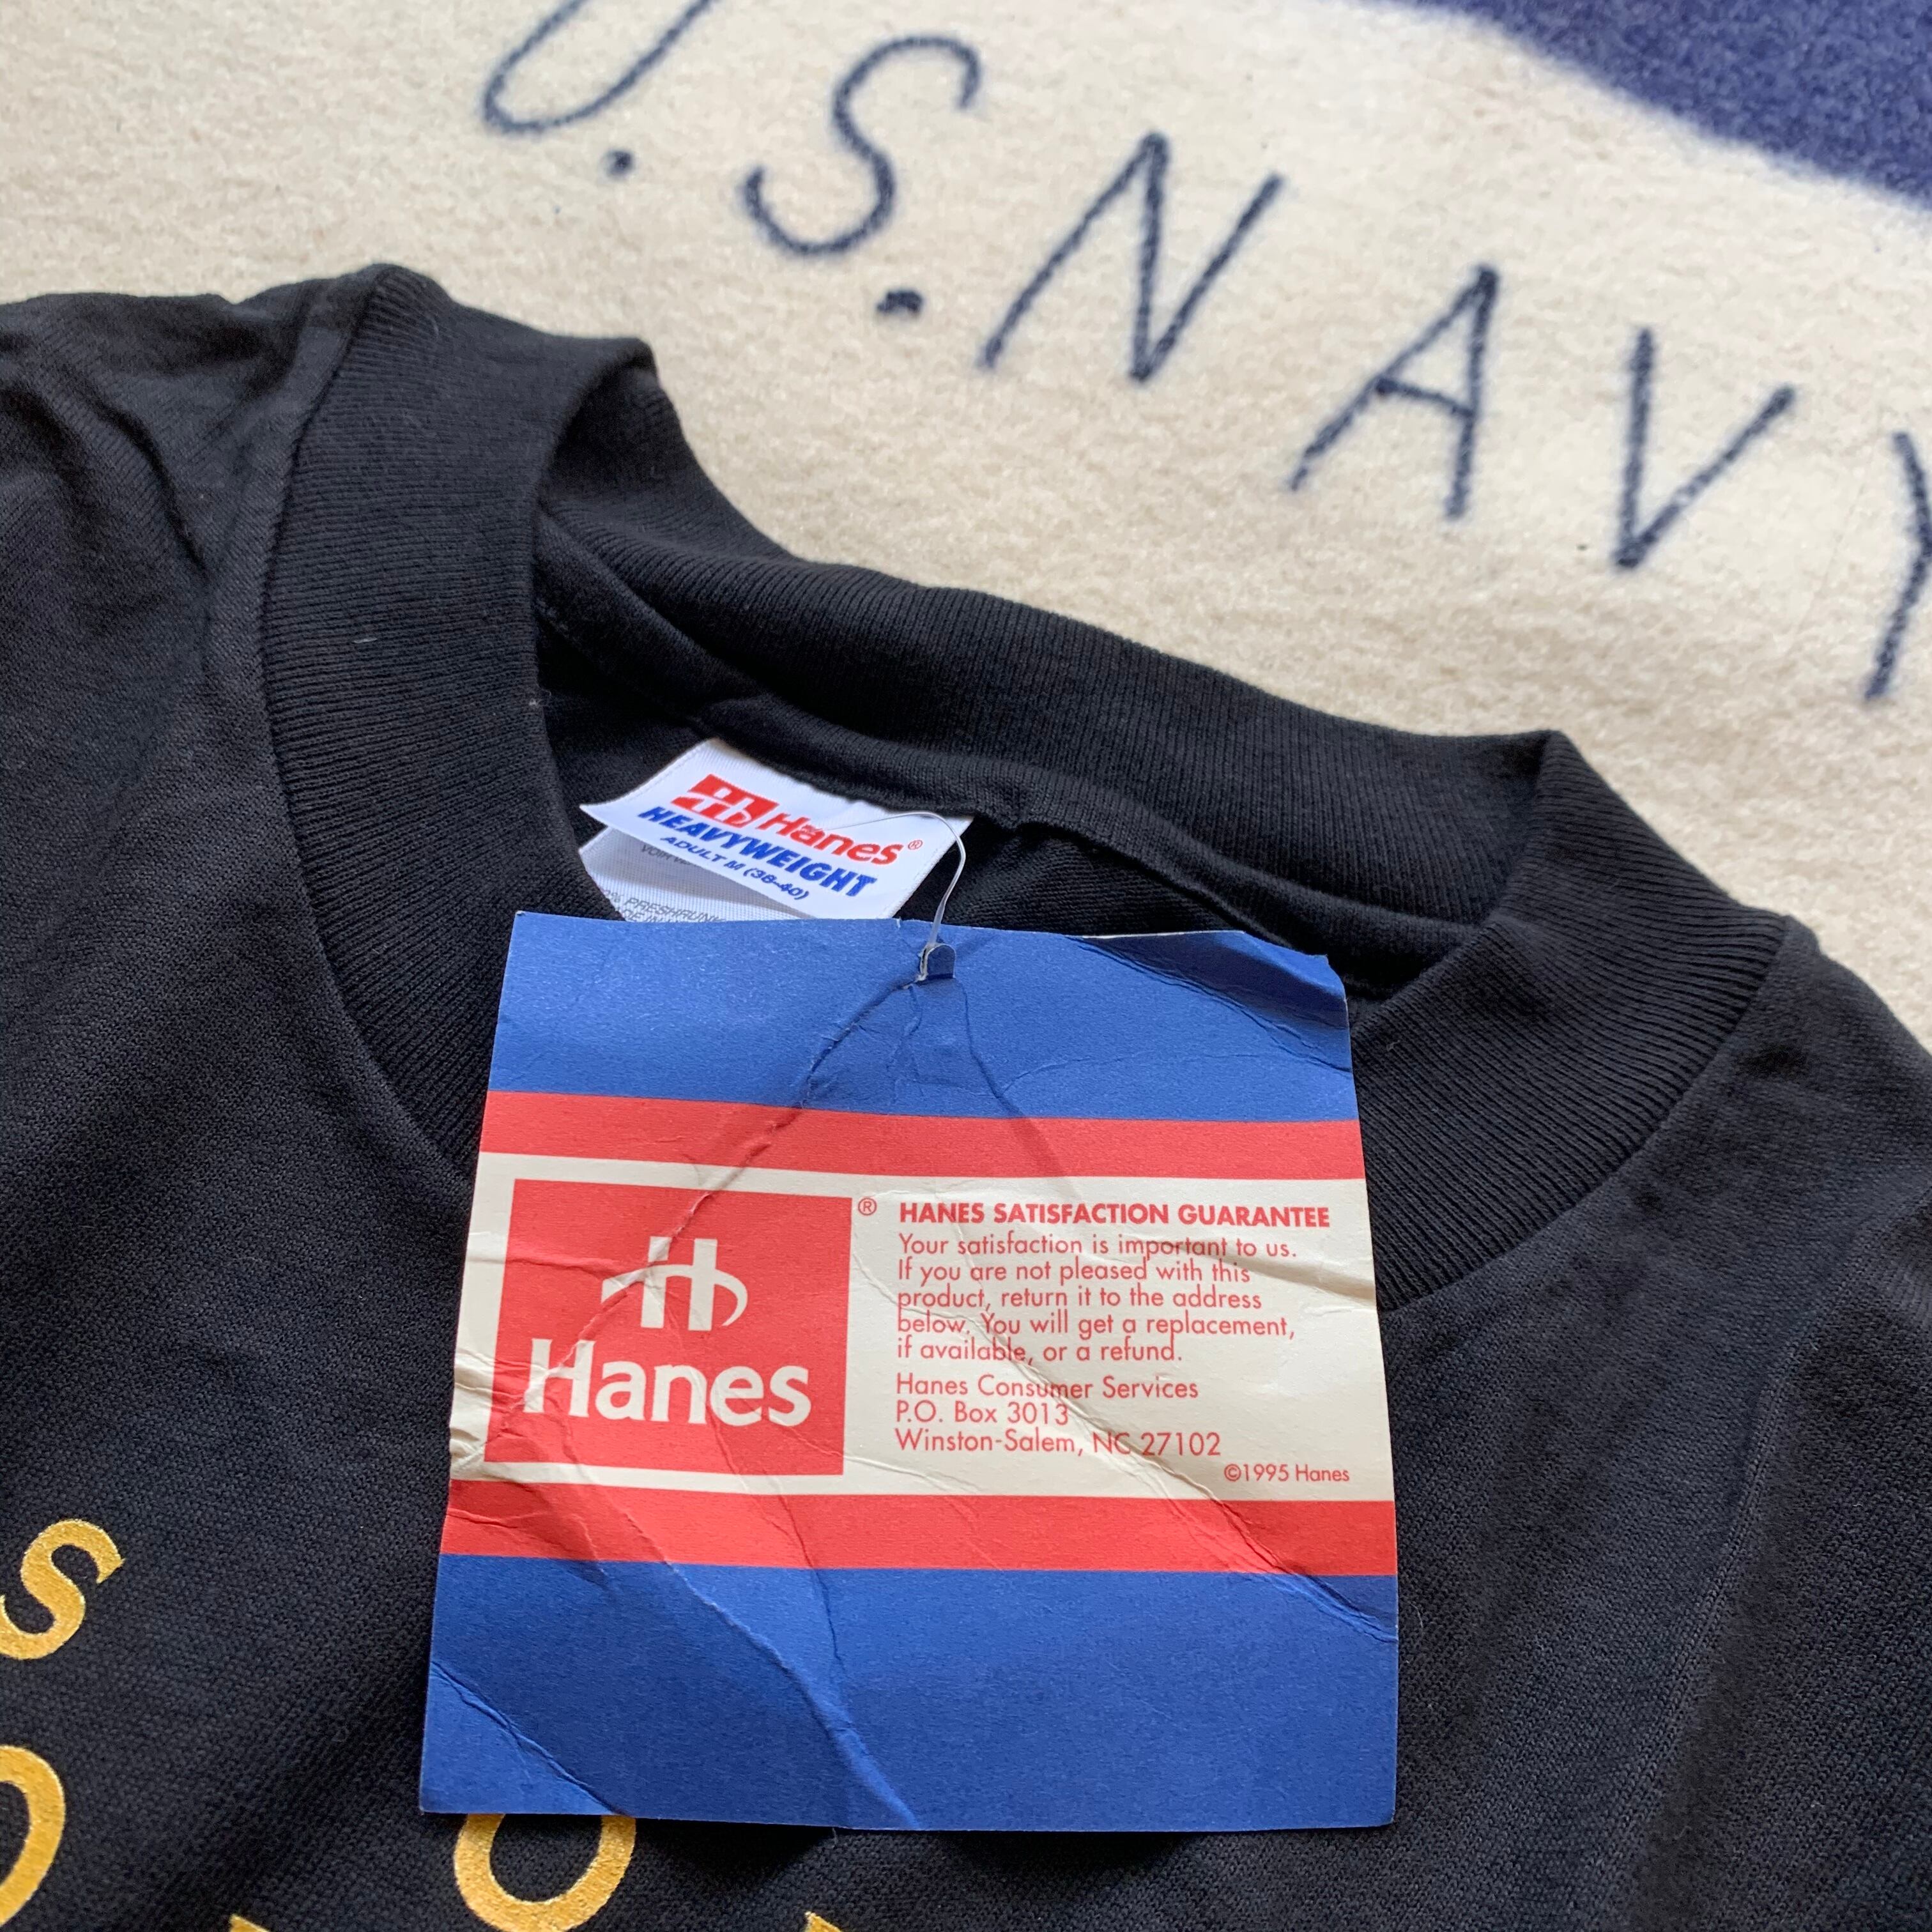 U.S. NAVY
Hanes®
HEAVYWEIGHT
ADULT M (38-40)
PRESHRUNK
®
Hanes
HANES SATISFACTION GUARANTEE
Your satisfaction is important to us.
If you are not pleased with this
product, return it to the address
below. You will get a replacement,
if available, or a refund.
Hanes Consumer Services
P.O. Box 3013
Winston-Salem, NC 27102
©1995 Hanes